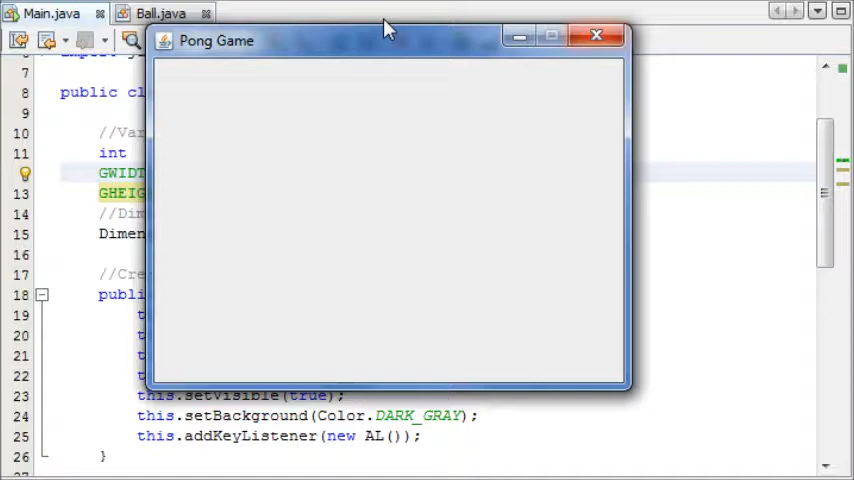 Main.java
Ball.java
Pong Game
7
8 public cl
9
10 //Var
11 int
GWIDT
13 GHEIG
14 //Dim
15 Dimen
16
17 //Cre
18 publi
19 t
20 t
21 t
22 t
23 this.setVisible(true);
24 this.setBackground(Color.DARK_GRAY);
25 this.addKeyListener(new AL());
26 }